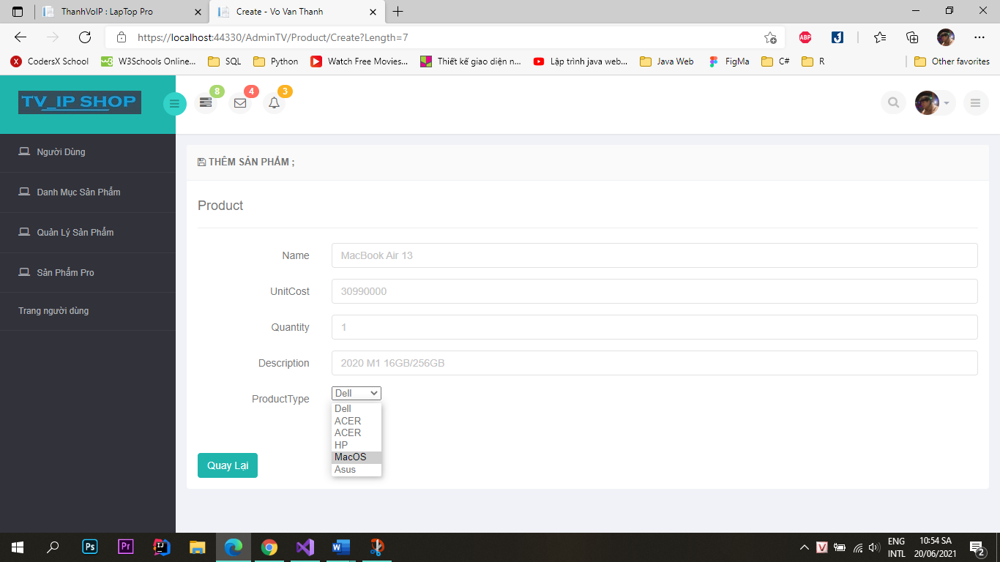 ThanhVoIP : LapTop Pro
Create - Vo Van Thanh
https://localhost:44330/AdminTV/Product/Create?Length=7
ABP
CodersX School
W3Schools Online...
SQL
Python
Watch Free Movies...
Thiết kế giao diện n...
Lập trình java web...
Java Web
FigMa
C#
R
Other favorites
TV_IP SHOP
8
4
3
Người Dùng
Danh Mục Sản Phẩm
Quản Lý Sản Phẩm
Sản Phẩm Pro
Trang người dùng
THÊM SẢN PHẨM ;
Product
Name
MacBook Air 13
UnitCost
30990000
Quantity
1
Description
2020 M1 16GB/256GB
ProductType
Dell
Dell
ACER
ACER
HP
MacOS
Asus
Quay Lại
Ps
Pr
IJ
W
V
ENG
INTL
10:54 SA
20/06/2021
2